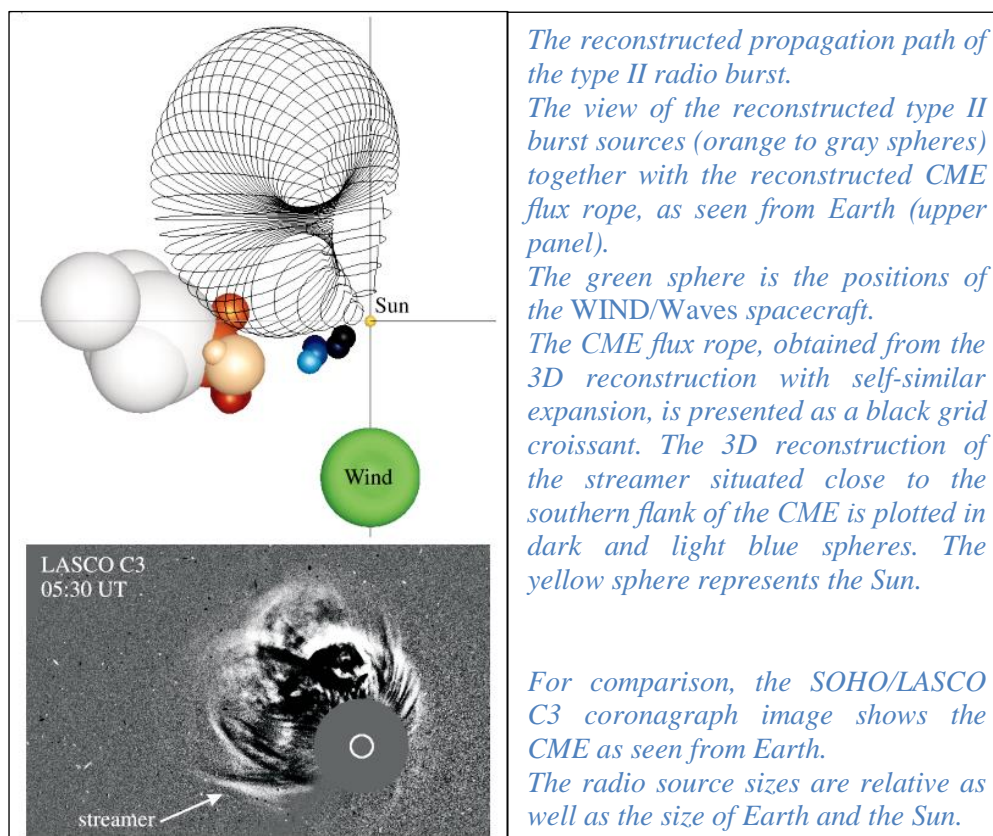 Sun
Wind
LASCO C3
05:30 UT
streamer
The reconstructed propagation path of
the type II radio burst.
The view of the reconstructed type II
burst sources (orange to gray spheres)
together with the reconstructed CME
flux rope, as seen from Earth (upper
panel).
The green sphere is the positions of
the WIND/Waves spacecraft.
The CME flux rope, obtained from the
3D reconstruction with self-similar
expansion, is presented as a black grid
croissant. The 3D reconstruction of
the streamer situated close to the
southern flank of the CME is plotted in
dark and light blue spheres. The
yellow sphere represents the Sun.
For comparison, the SOHO/LASCO
C3 coronagraph image shows the
CME as seen from Earth.
The radio source sizes are relative as
well as the size of Earth and the Sun.